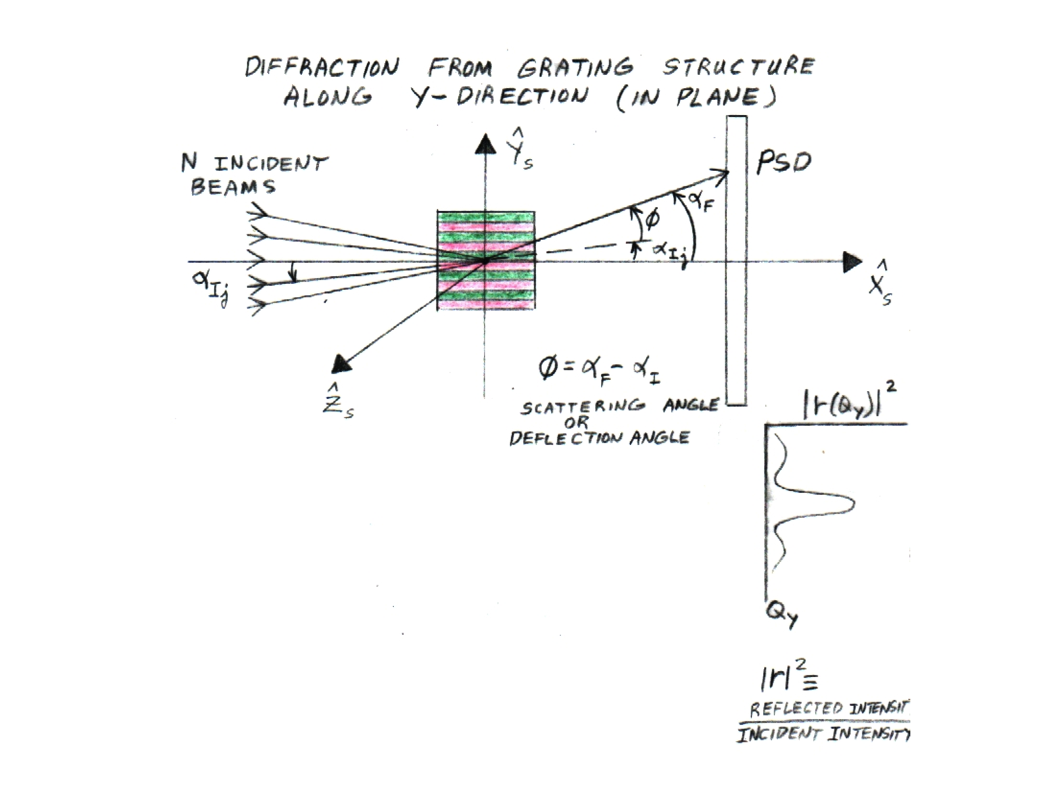 DIFFRACTION FROM GRATING STRUCTURE
ALONG Y-DIRECTION (IN PLANE)
N INCIDENT
BEAMS
Ŷs
PSD
αF
ϕ
αIj
αIj
X̂s
Ẑs
ϕ = αF - αI
SCATTERING ANGLE
OR
DEFLECTION ANGLE
|r(Qy)|²
Qy
|r|² ≡
REFLECTED INTENSIT
INCIDENT INTENSITY